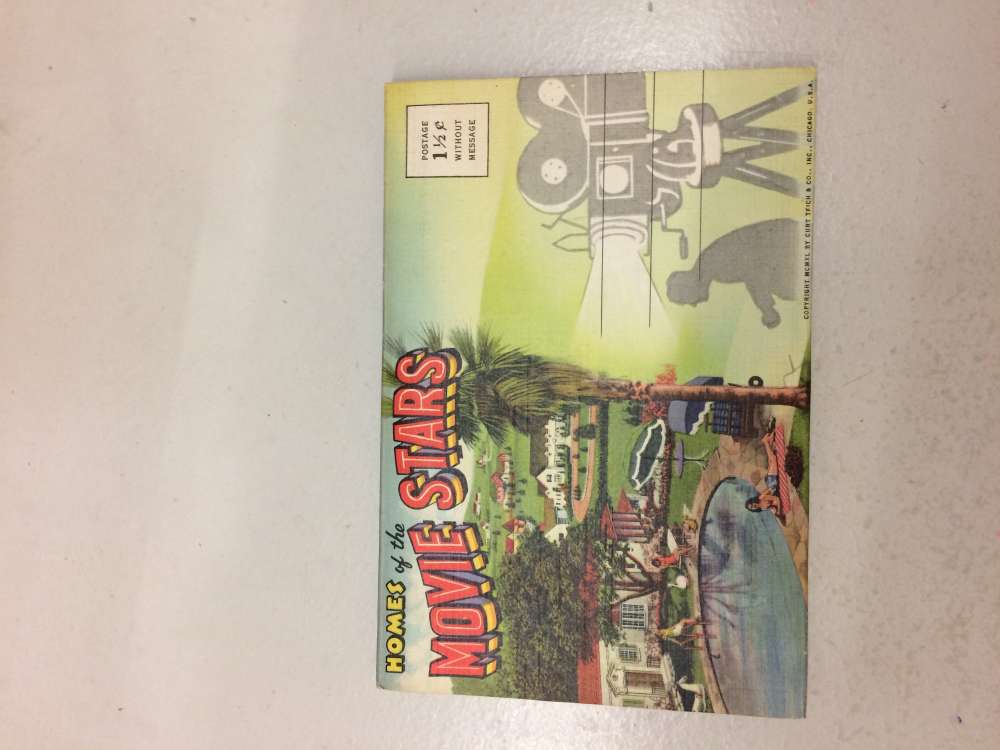 HOMES of the
MOVIE STARS
POSTAGE
1½¢
WITHOUT
MESSAGE
COPYRIGHT MCMXL BY CURT TEICH & CO., INC., CHICAGO, U.S.A.